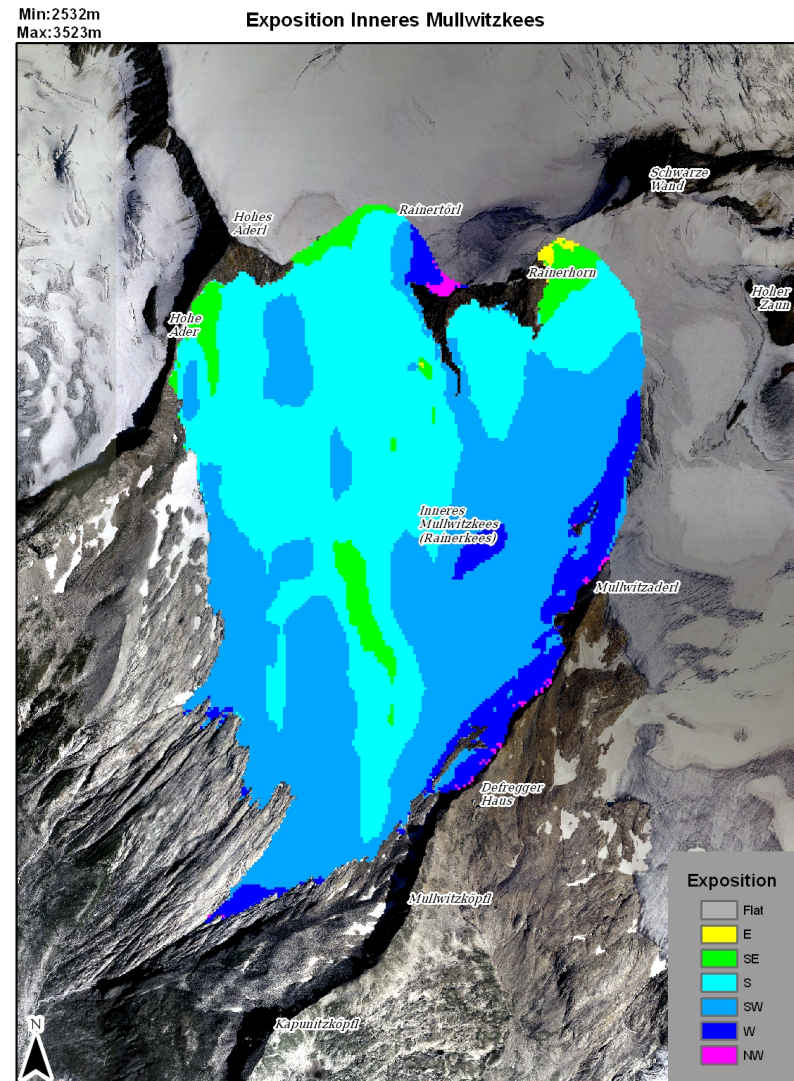 Min:2532m
Max:3523m
Exposition Inneres Mullwitzkees
Schwarze
Wand
Rainertörl
Hohes
Aderl
Rainerhorn
Hoher
Zaun
Hohe
Ader
Inneres
Mullwitzkees
(Rainerkees)
Mullwitzaderl
Defregger
Haus
Mullwitzköpfl
Kapunitzköpfl
N
Exposition
Flat
E
SE
S
SW
W
NW